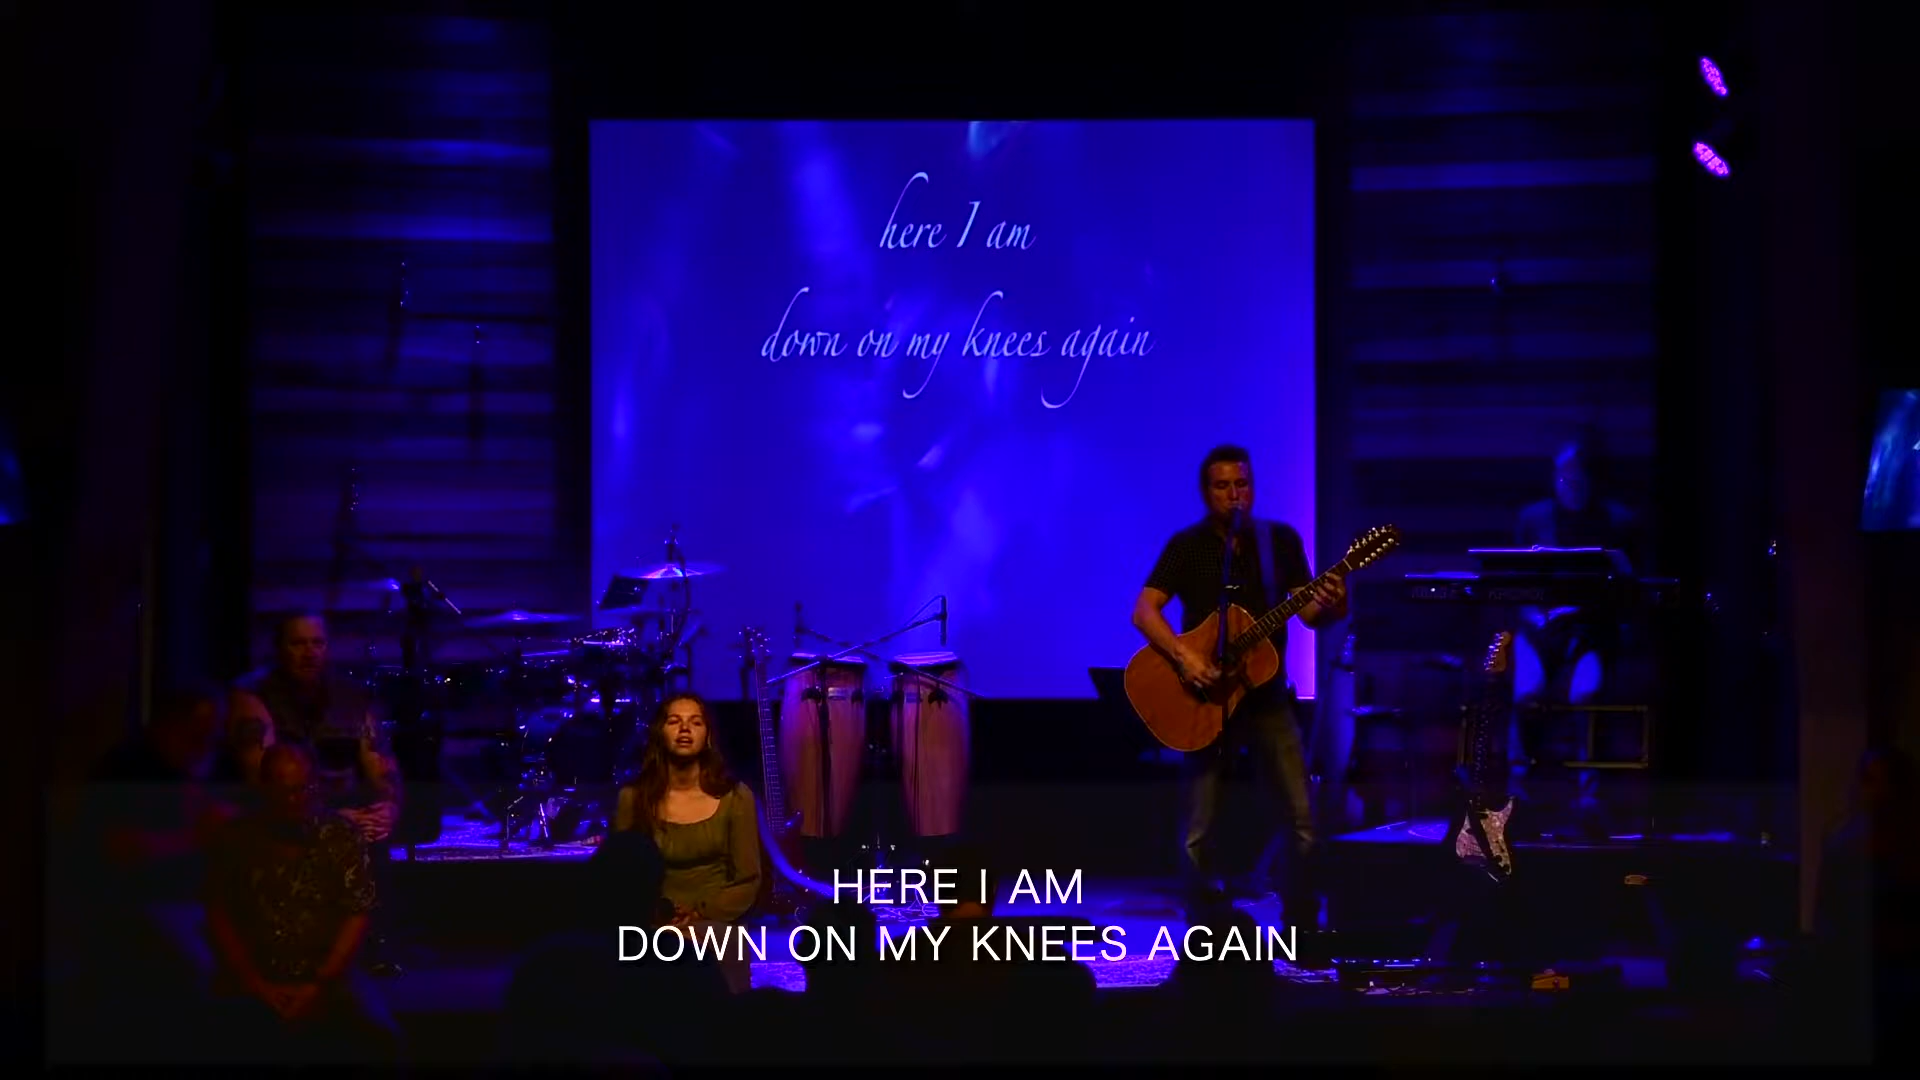 here I am
down on my knees again
HERE I AM
DOWN ON MY KNEES AGAIN